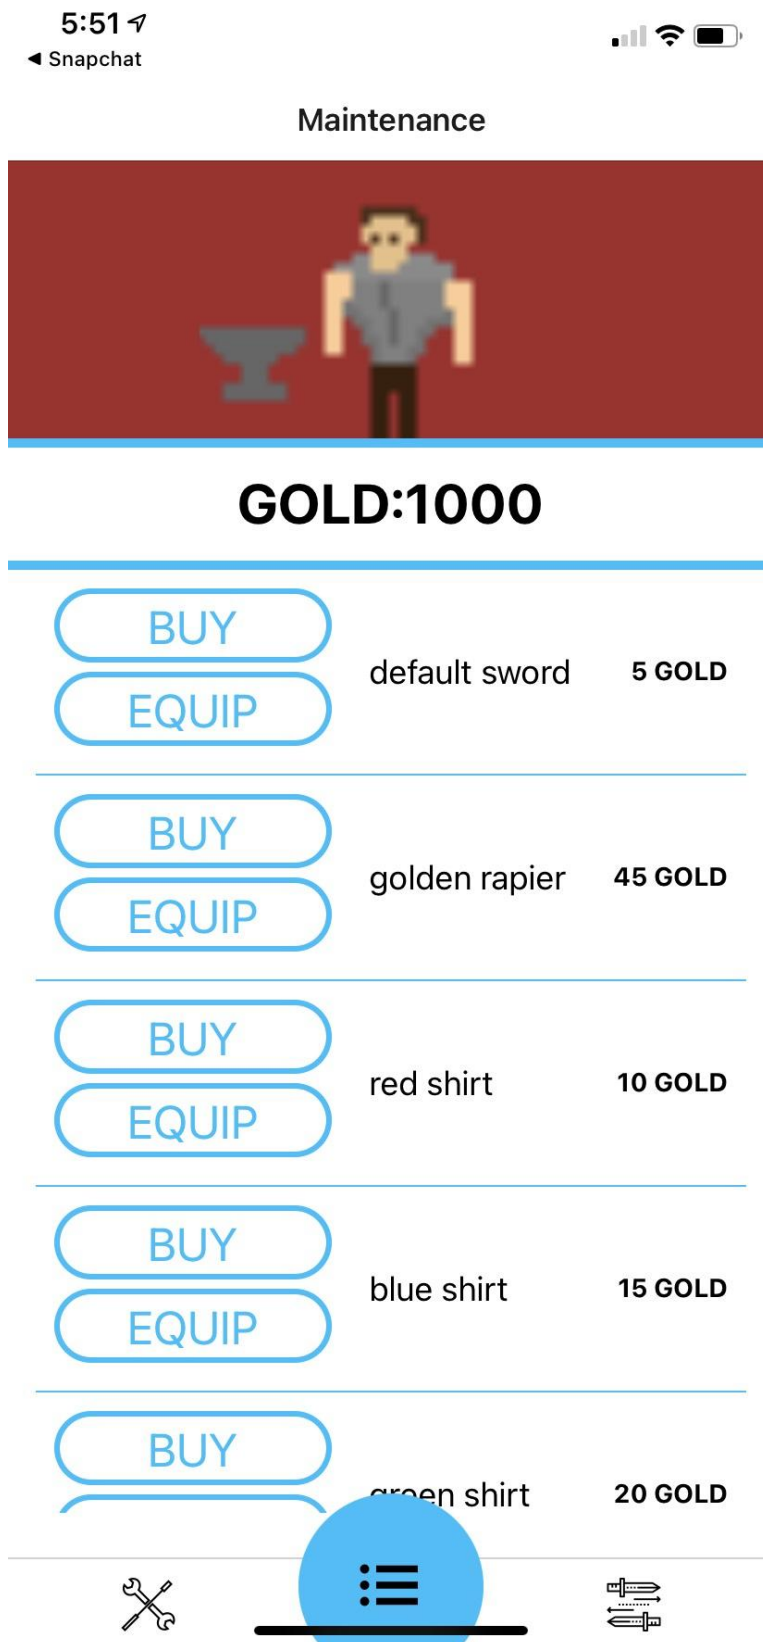 5:51
◀ Snapchat
Maintenance
GOLD:1000
BUY
EQUIP
default sword
5 GOLD
BUY
EQUIP
golden rapier
45 GOLD
BUY
EQUIP
red shirt
10 GOLD
BUY
EQUIP
blue shirt
15 GOLD
BUY
green shirt
20 GOLD